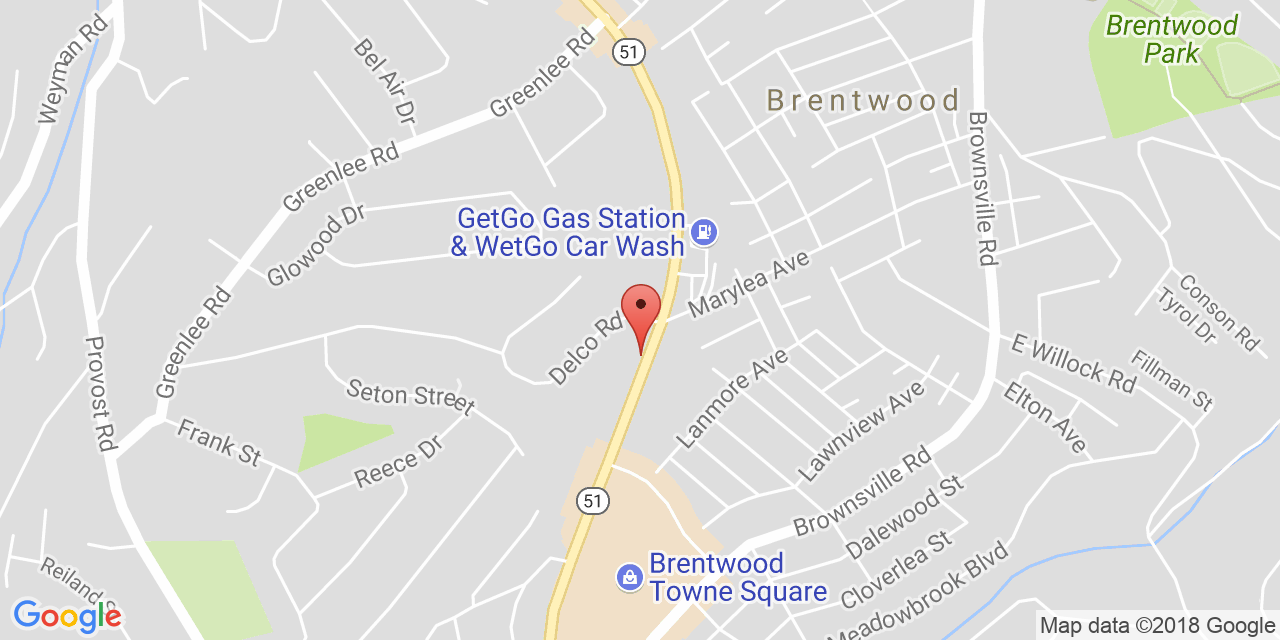 Weyman Rd
Bel Air Dr
Greenlee Rd
51
Brentwood
Park
Brentwood
Brownsville Rd
Greenlee Rd
Glowood Dr
GetGo Gas Station
& WetGo Car Wash
Marylea Ave
Greenlee Rd
Delco Rd
Conson Rd
Tyrol Dr
E Willock Rd
Fillman St
Provost Rd
Seton Street
Lanmore Ave
Lawnview Ave
Elton Ave
Frank St
Reece Dr
51
Brownsville Rd
Dalewood St
Cloverlea St
Meadowbrook Blvd
Brentwood
Towne Square
Reiland
Google
Map data ©2018 Google